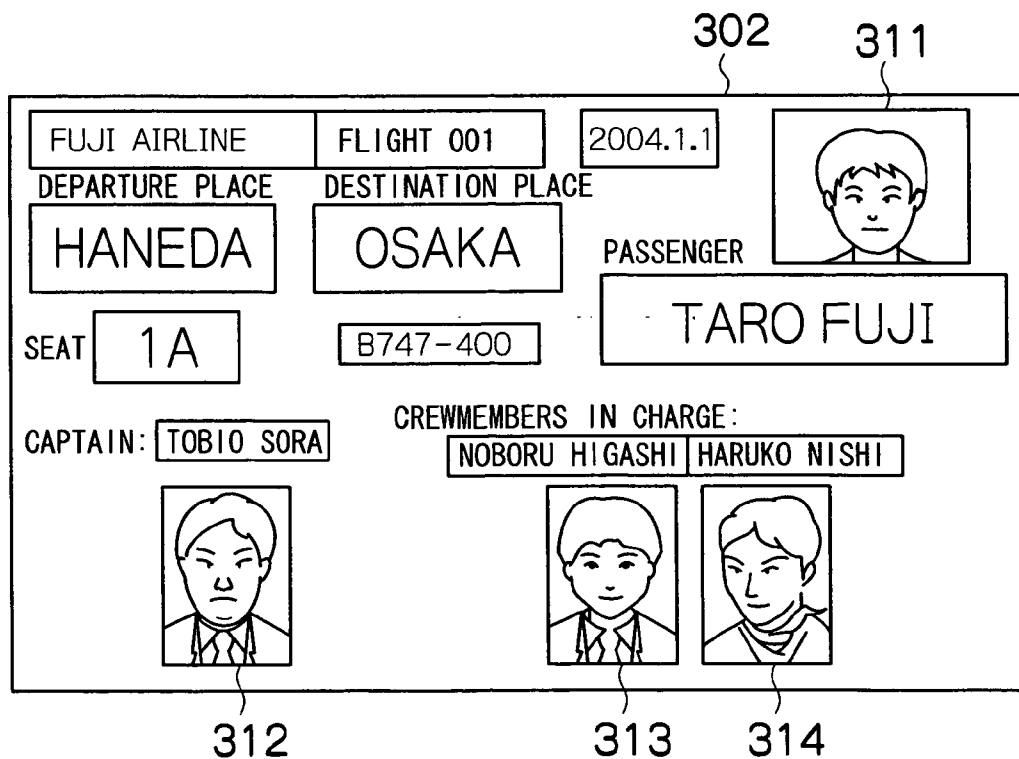 302 311
FUJI AIRLINE FLIGHT 001 2004.1.1
DEPARTURE PLACE DESTINATION PLACE
HANEDA OSAKA
PASSENGER
TARO FUJI
SEAT 1A B747-400
CREWMEMBERS IN CHARGE:
CAPTAIN: TOBIO SORA
NOBORU HIGASHI HARUKO NISHI
312 313 314